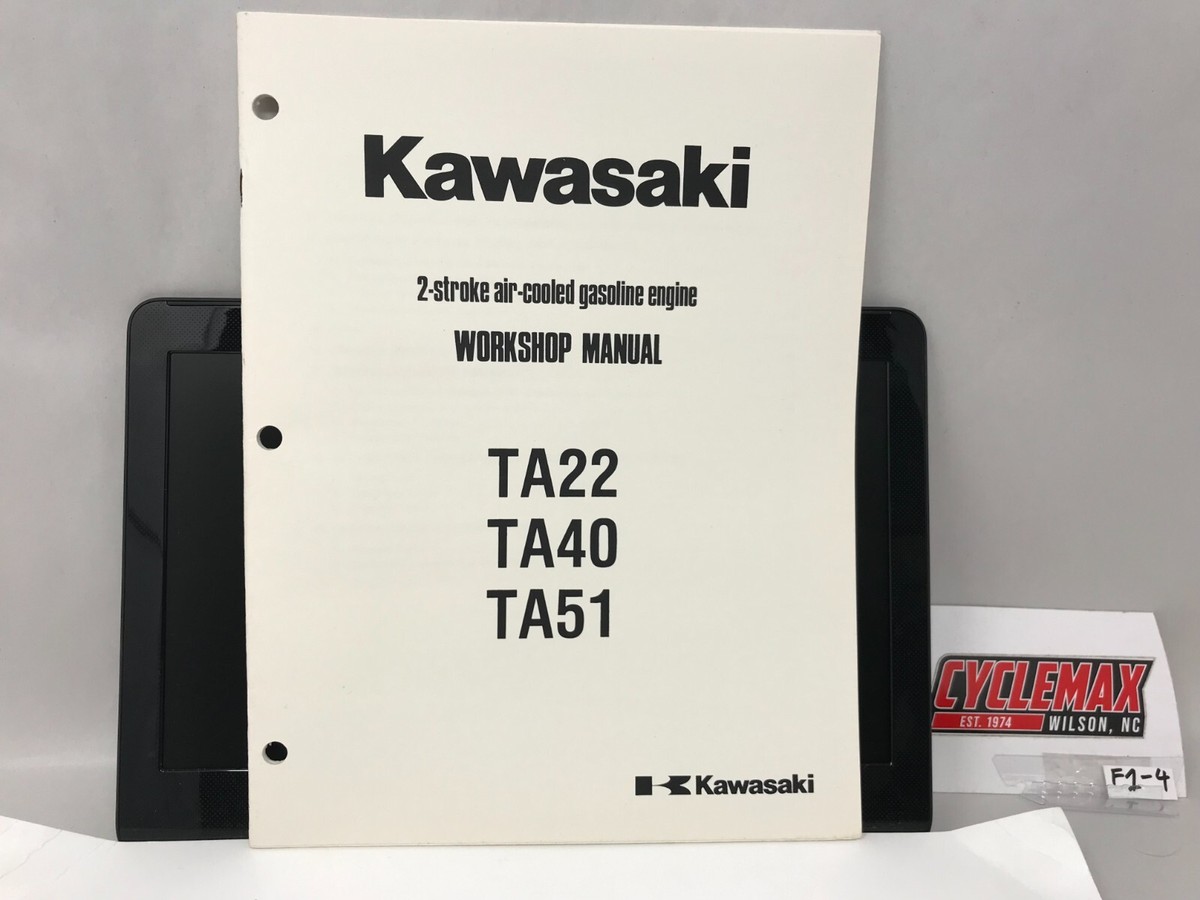 Kawasaki
2-stroke air-cooled gasoline engine
WORKSHOP MANUAL
TA22
TA40
TA51
Kawasaki
CYCLEMAX
EST. 1974 WILSON, NC
F1-4